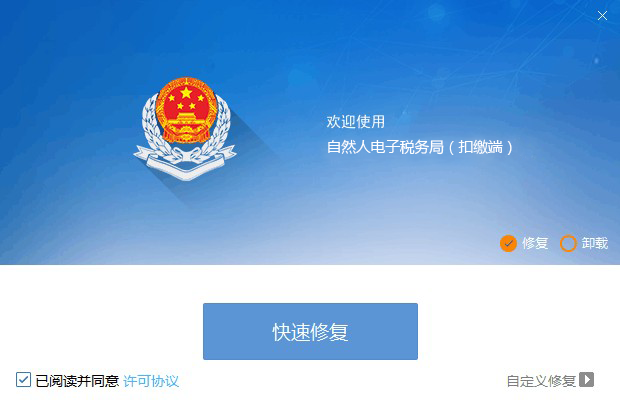 欢迎使用
自然人电子税务局（扣缴端）
修复 卸载
快速修复
已阅读并同意 许可协议
自定义修复